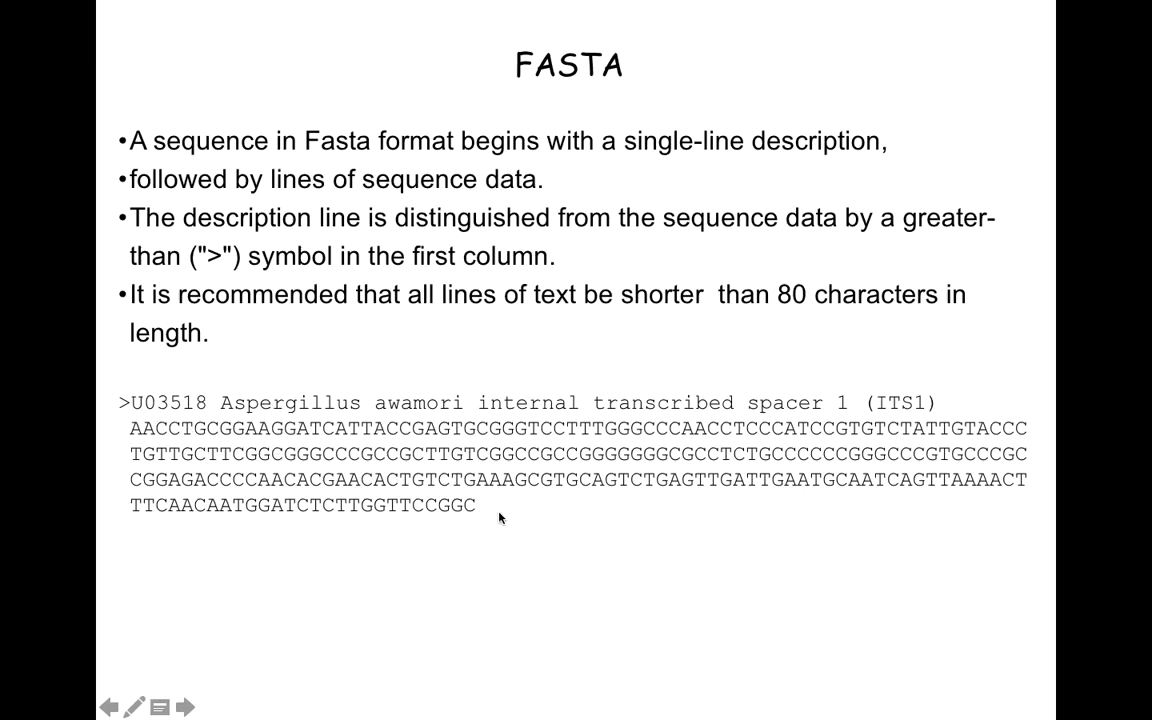 FASTA
•A sequence in Fasta format begins with a single-line description,
•followed by lines of sequence data.
•The description line is distinguished from the sequence data by a greater-
than (">") symbol in the first column.
•It is recommended that all lines of text be shorter  than 80 characters in
length.
>U03518 Aspergillus awamori internal transcribed spacer 1 (ITS1)
AACCTGCGGAAGGATCATTACCGAGTGCGGGTCCTTTGGGCCCAACCTCCCATCCGTGTCTATTGTACCC
TGTTGCTTCGGCGGGCCCGCCGCTTGTCGGCCGCCGGGGGGGCGCCTCTGCCCCCCGGGCCCGTGCCCGC
CGGAGACCCCAACACGAACACTGTCTGAAAGCGTGCAGTCTGAGTTGATTGAATGCAATCAGTTAAAACT
TTCAACAATGGATCTCTTGGTTCCGGC